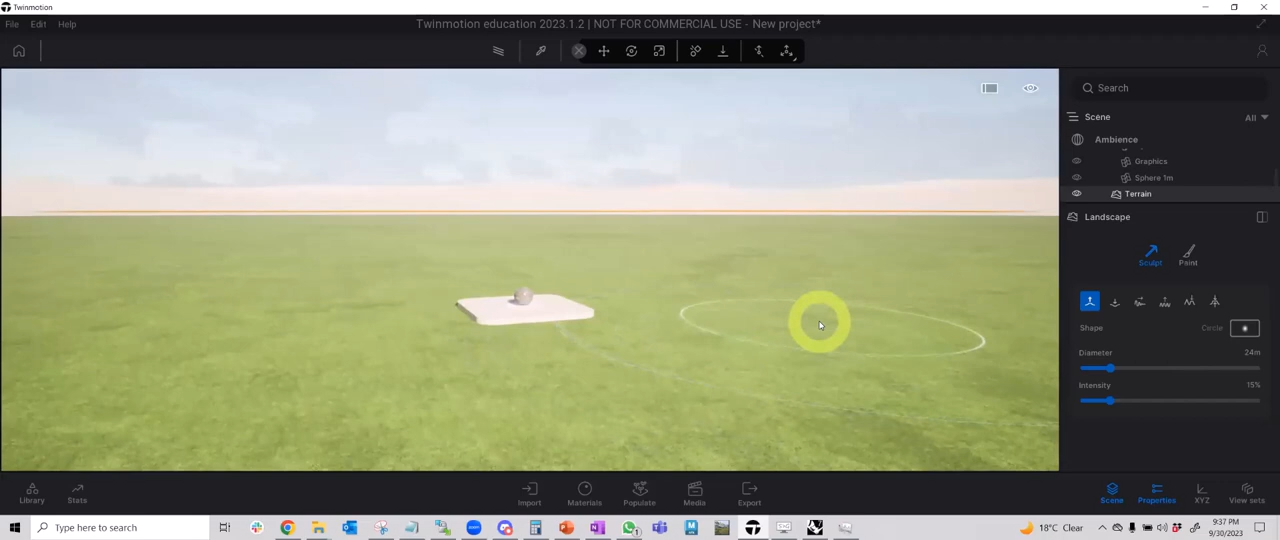 Twinmotion
File Edit Help
Twinmotion education 2023.1.2 | NOT FOR COMMERCIAL USE - New project*
Search
Scene
All
Ambience
Graphics
Sphere 1m
Terrain
Landscape
Sculpt
Paint
Shape
Circle
Diameter
24m
Intensity
15%
Library
Stats
Import
Materials
Populate
Media
Export
Scene
Properties
XYZ
View sets
Type here to search
18°C Clear
9:37 PM
9/30/2023